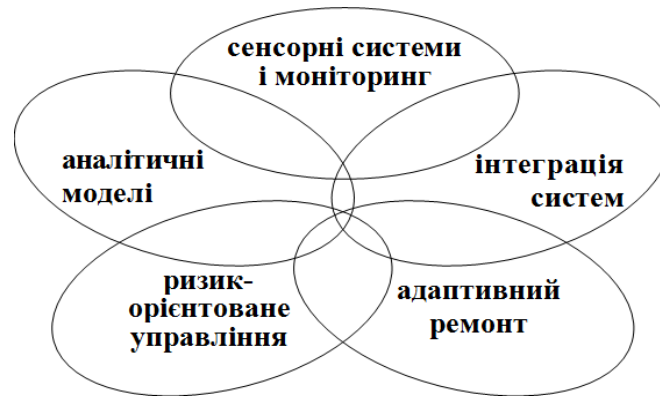 сенсорні системи
і моніторинг
аналітичні
моделі
інтеграція
систем
ризик-
орієнтоване
управління
адаптивний
ремонт